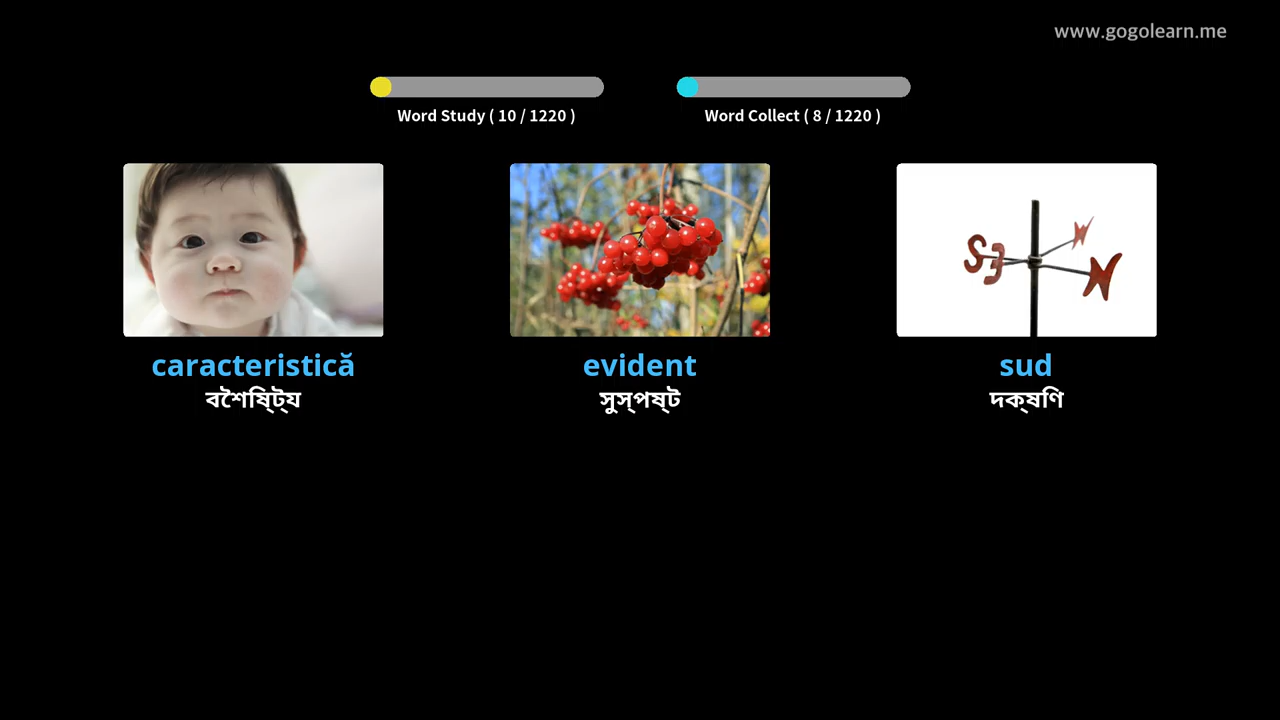 www.gogolearn.me
Word Study ( 10 / 1220 )
Word Collect ( 8 / 1220 )
caracteristică
evident
sud
বৈশিষ্ট্য
সুস্পষ্ট
দক্ষিণ